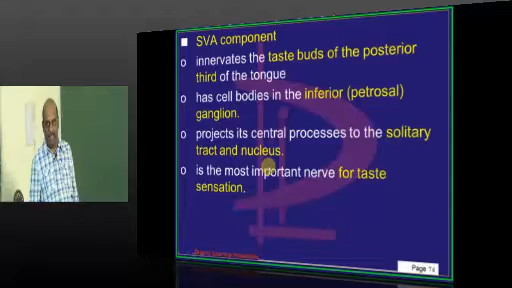 SVA component
o innervates the taste buds of the posterior
third of the tongue
o has cell bodies in the inferior (petrosal)
ganglion.
o projects its central processes to the solitary
tract and nucleus.
o is the most important nerve for taste
sensation.
Page 14